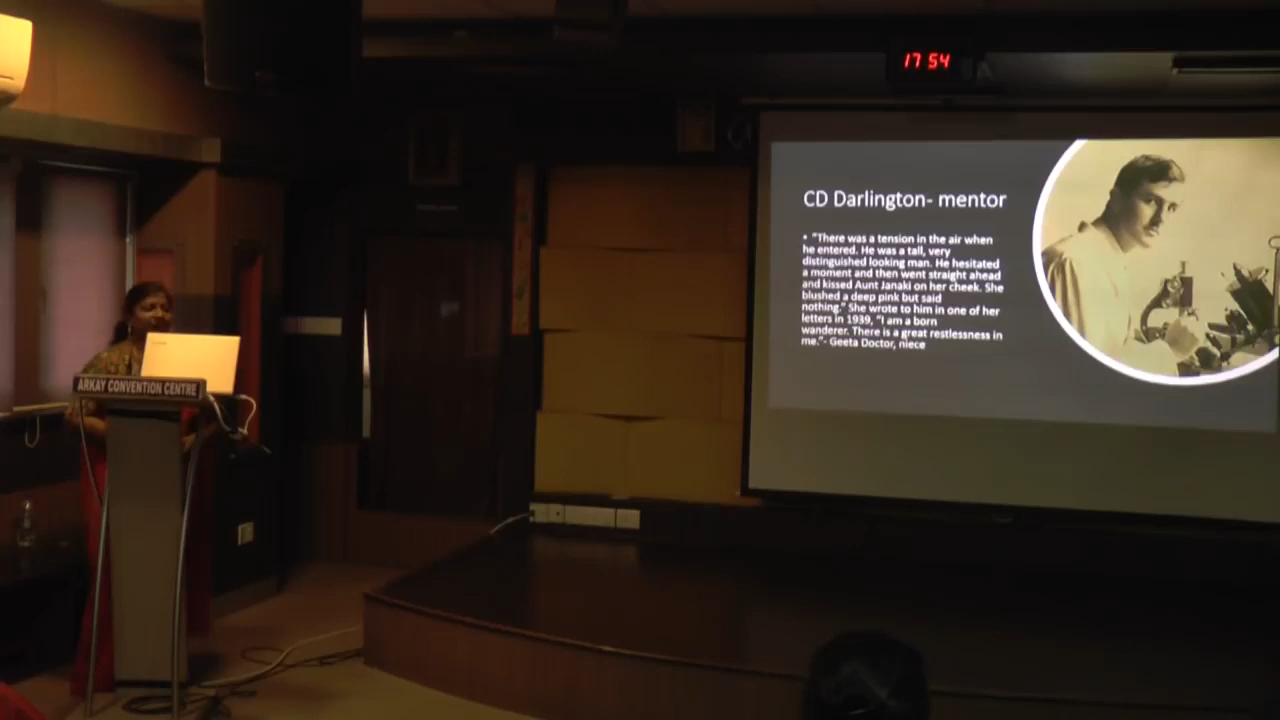 17 54
CD Darlington- mentor
• "There was a tension in the air when
he entered. He was a tall, very
distinguished looking man. He hesitated
a moment and then went straight ahead
and kissed Aunt Janaki on her cheek. She
blushed a deep pink but said
nothing." She wrote to him in one of her
letters in 1939, "I am a born
wanderer. There is a great restlessness in
me."- Geeta Doctor, niece
ARKAY CONVENTION CENTRE